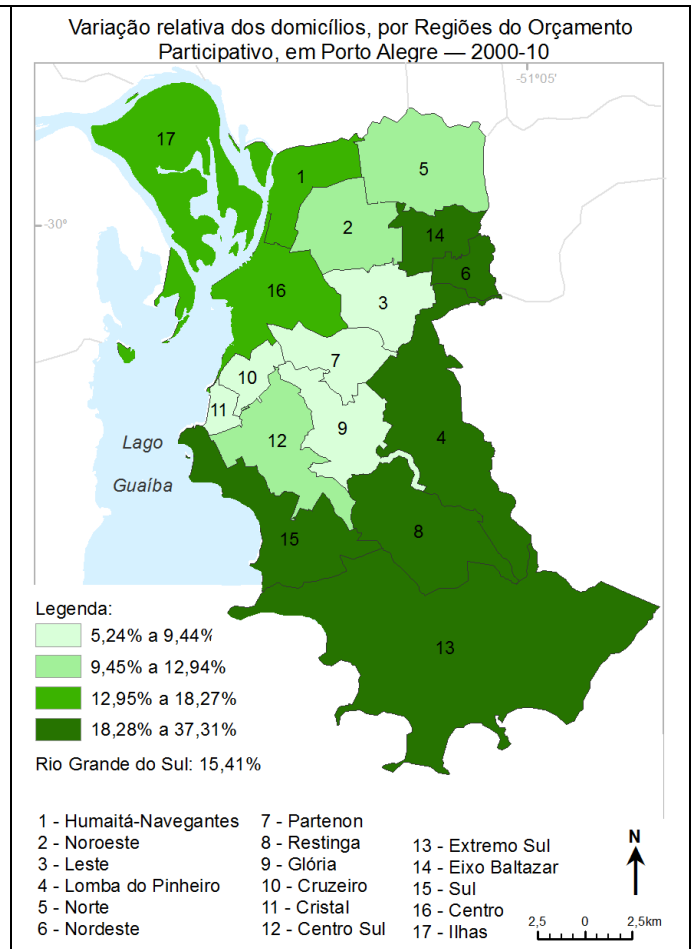 Variação relativa dos domicílios, por Regiões do Orçamento
Participativo, em Porto Alegre — 2000-10
-51°05'
17
1
5
-30°
2
14
6
16
3
7
10
11
12
9
4
Lago
Guaíba
15
8
13
Legenda:
5,24% a 9,44%
9,45% a 12,94%
12,95% a 18,27%
18,28% a 37,31%
Rio Grande do Sul: 15,41%
1 - Humaitá-Navegantes
2 - Noroeste
3 - Leste
4 - Lomba do Pinheiro
5 - Norte
6 - Nordeste
7 - Partenon
8 - Restinga
9 - Glória
10 - Cruzeiro
11 - Cristal
12 - Centro Sul
13 - Extremo Sul
14 - Eixo Baltazar
15 - Sul
16 - Centro
17 - Ilhas
N
2,5 0 2,5km